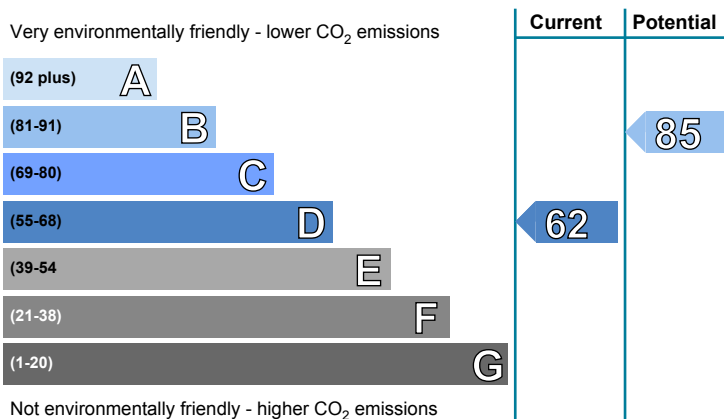 Current Potential
Very environmentally friendly - lower CO2 emissions
(92 plus) A
(81-91) B
85
(69-80) C
(55-68) D
62
(39-54 E
(21-38) F
(1-20) G
Not environmentally friendly - higher CO2 emissions